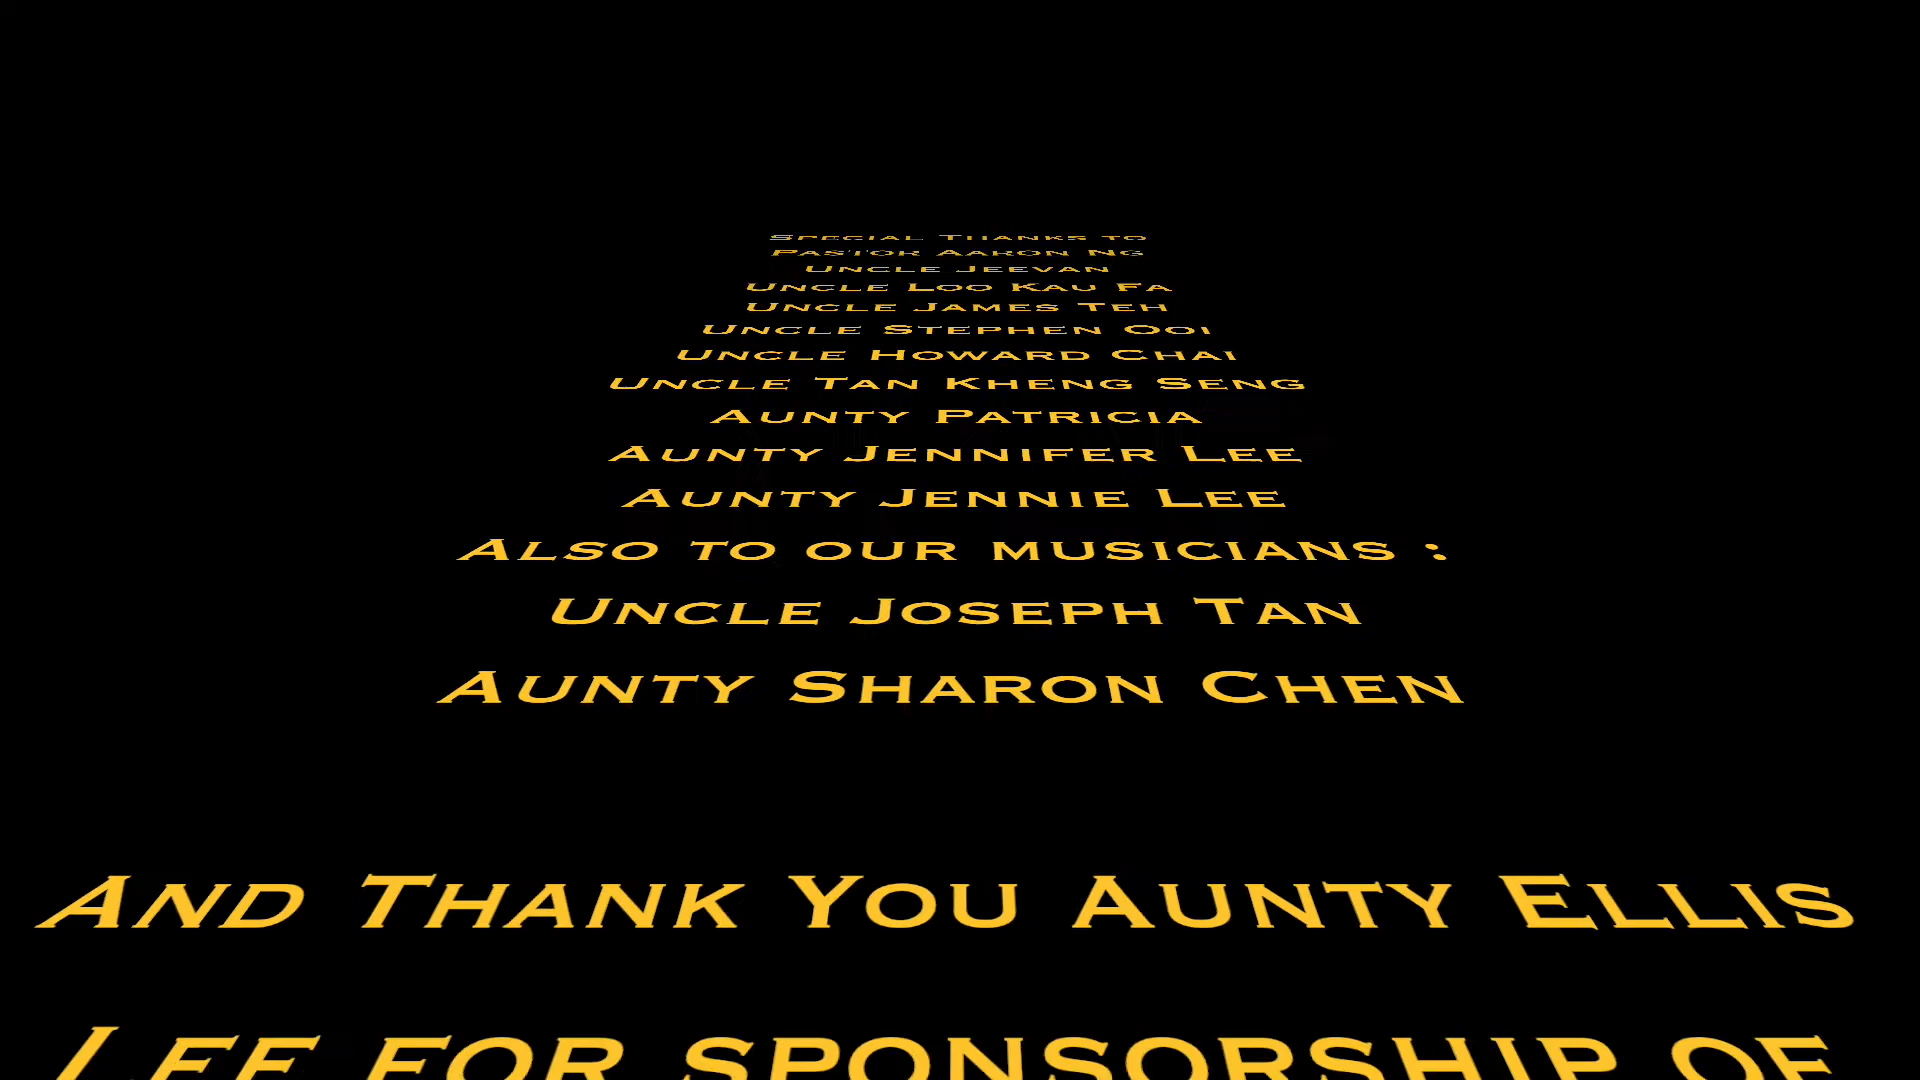 Special Thanks to
Pastor Aaron Ng
Uncle Jeevan
Uncle Loo Kau Fa
Uncle James Teh
Uncle Stephen Ooi
Uncle Howard Chai
Uncle Tan Kheng Seng
Aunty Patricia
Aunty Jennifer Lee
Aunty Jennie Lee
Also to our musicians :
Uncle Joseph Tan
Aunty Sharon Chen
And Thank You Aunty Ellis
Lee for sponsorship of